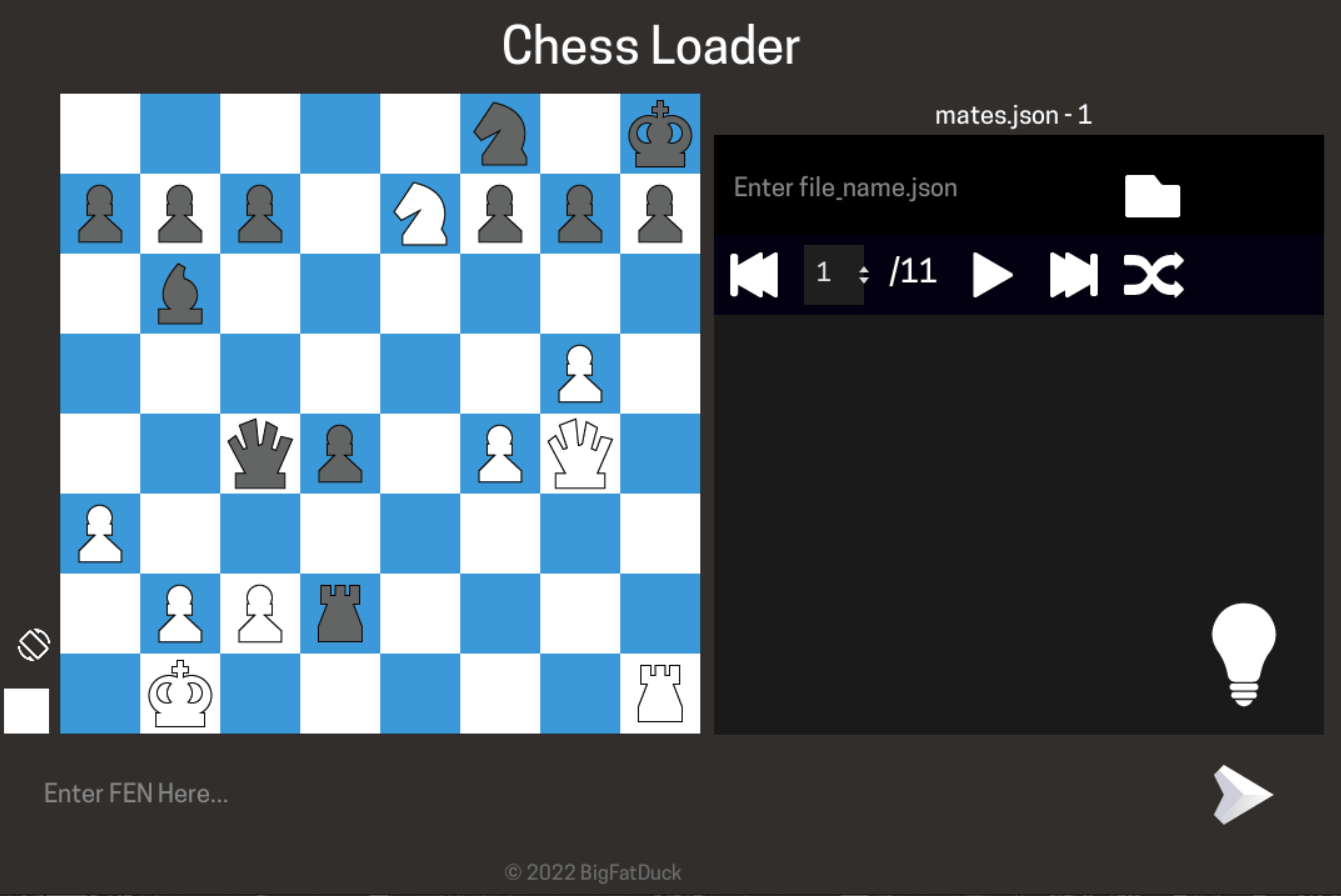 Chess Loader
mates.json - 1
Enter file_name.json
1 /11
Enter FEN Here...
© 2022 BigFatDuck